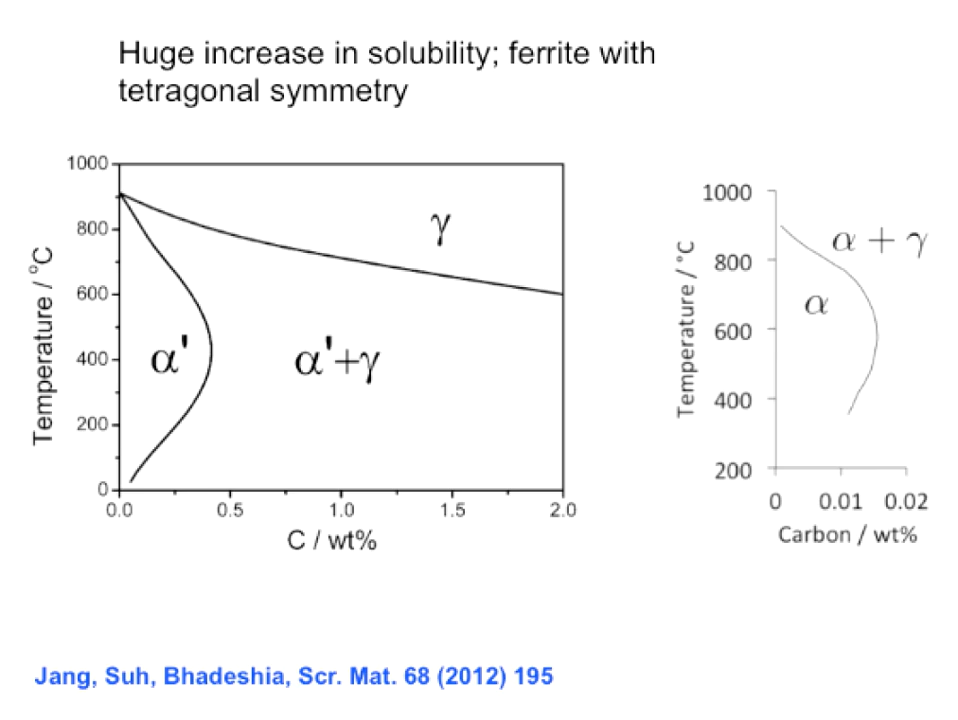 Huge increase in solubility; ferrite with
tetragonal symmetry
1000
800
600
400
200
0
0.0 0.5 1.0 1.5 2.0
C / wt%
Temperature / °C
γ
α'
α'+γ
1000
800
600
400
200
0 0.01 0.02
Carbon / wt%
Temperature / °C
α + γ
α
Jang, Suh, Bhadeshia, Scr. Mat. 68 (2012) 195